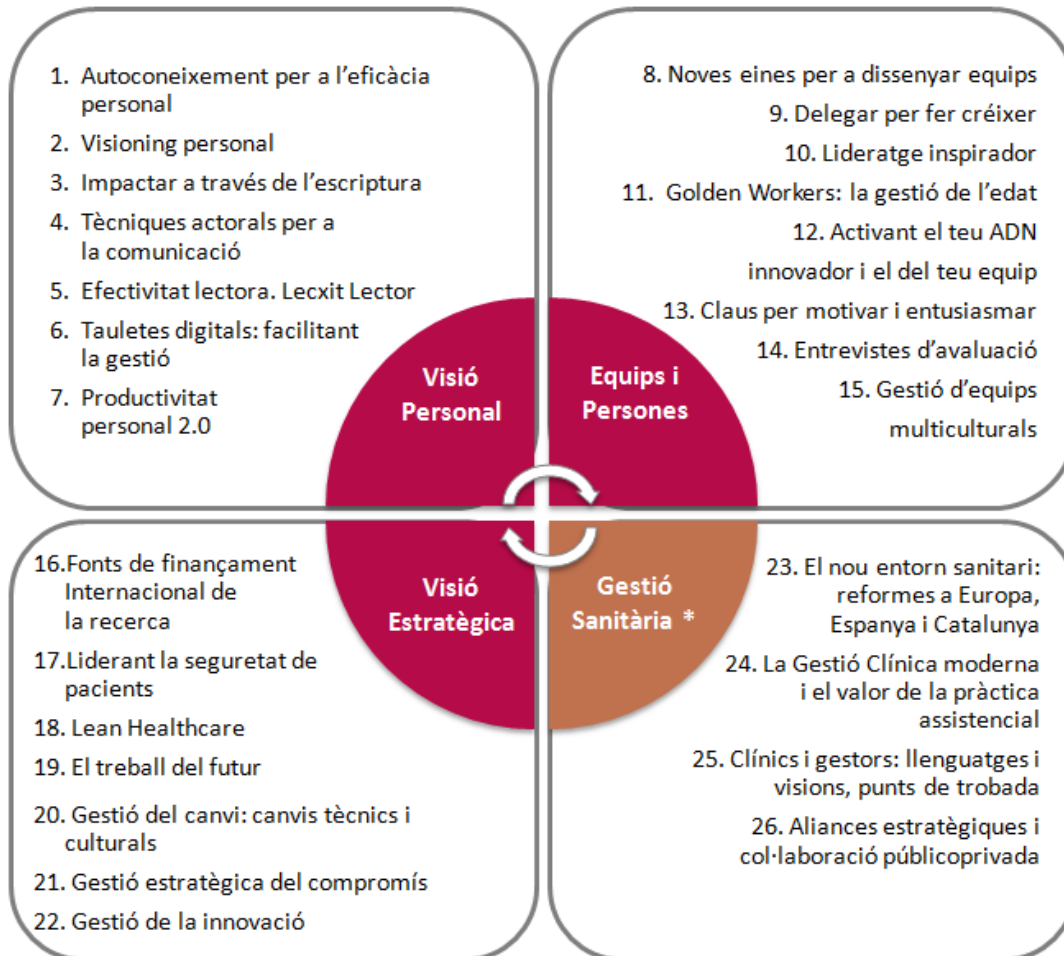 1. Autoconeixement per a l'eficàcia
personal
2. Visioning personal
3. Impactar a través de l'escriptura
4. Tècniques actorals per a
la comunicació
5. Efectivitat lectora. Lecxit Lector
6. Tauletes digitals: facilitant
la gestió
7. Productivitat
personal 2.0
Visió
Personal
8. Noves eines per a dissenyar equips
9. Delegar per fer créixer
10. Lideratge inspirador
11. Golden Workers: la gestió de l'edat
12. Activant el teu ADN
innovador i el del teu equip
13. Claus per motivar i entusiasmar
14. Entrevistes d'avaluació
15. Gestió d'equips
multiculturals
Equips i
Persones
16.Fonts de finançament
Internacional de
la recerca
17.Liderant la seguretat de
pacients
18. Lean Healthcare
19. El treball del futur
20. Gestió del canvi: canvis tècnics i
culturals
21. Gestió estratègica del compromís
22. Gestió de la innovació
Visió
Estratègica
Gestió
Sanitària *
23. El nou entorn sanitari:
reformes a Europa,
Espanya i Catalunya
24. La Gestió Clínica moderna
i el valor de la pràctica
assistencial
25. Clínics i gestors: llenguatges i
visions, punts de trobada
26. Aliances estratègiques i
col·laboració públicoprivada